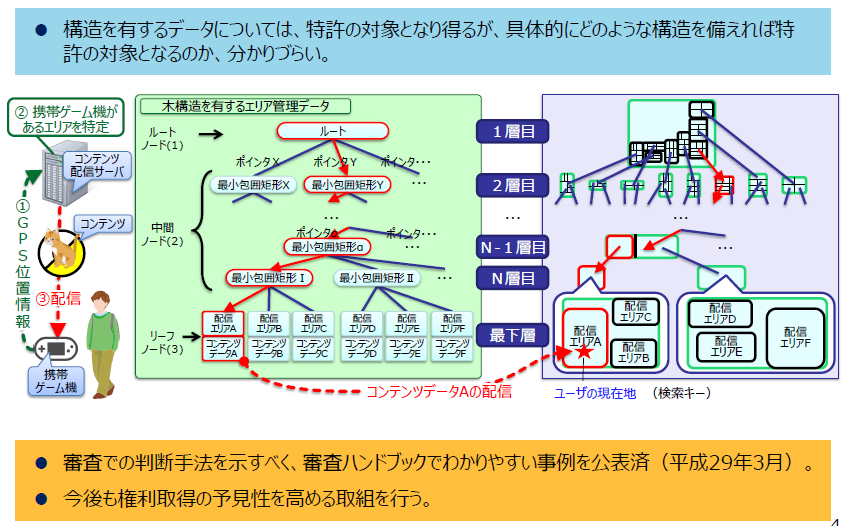 ● 構造を有するデータについては、特許の対象となり得るが、具体的にどのような構造を備えれば特
許の対象となるのか、分かりづらい。
② 携帯ゲーム機が
あるエリアを特定
コンテンツ
配信サーバ
①GPS位置情報
コンテンツ
③配信
携帯
ゲーム機
木構造を有するエリア管理データ
ルート
ノード(1)
ルート
ポインタX
ポインタY
ポインタ…
最小包囲矩形X
最小包囲矩形Y
…
中間
ノード(2)
…
ポインタα
ポインタ…
最小包囲矩形α
最小包囲矩形Ⅰ
最小包囲矩形Ⅱ
…
リーフ
ノード(3)
配信
エリアA
配信
エリアB
配信
エリアC
配信
エリアD
配信
エリアE
配信
エリアF
コンテンツ
データA
コンテンツ
データB
コンテンツ
データC
コンテンツ
データD
コンテンツ
データE
コンテンツ
データF
1層目
2層目
…
N-1層目
N層目
最下層
…
…
配信
エリアA
配信
エリアC
配信
エリアB
配信
エリアD
配信
エリアE
配信
エリアF
コンテンツデータAの配信
ユーザの現在地 （検索キー）
● 審査での判断手法を示すべく、審査ハンドブックでわかりやすい事例を公表済（平成29年3月）。
● 今後も権利取得の予見性を高める取組を行う。